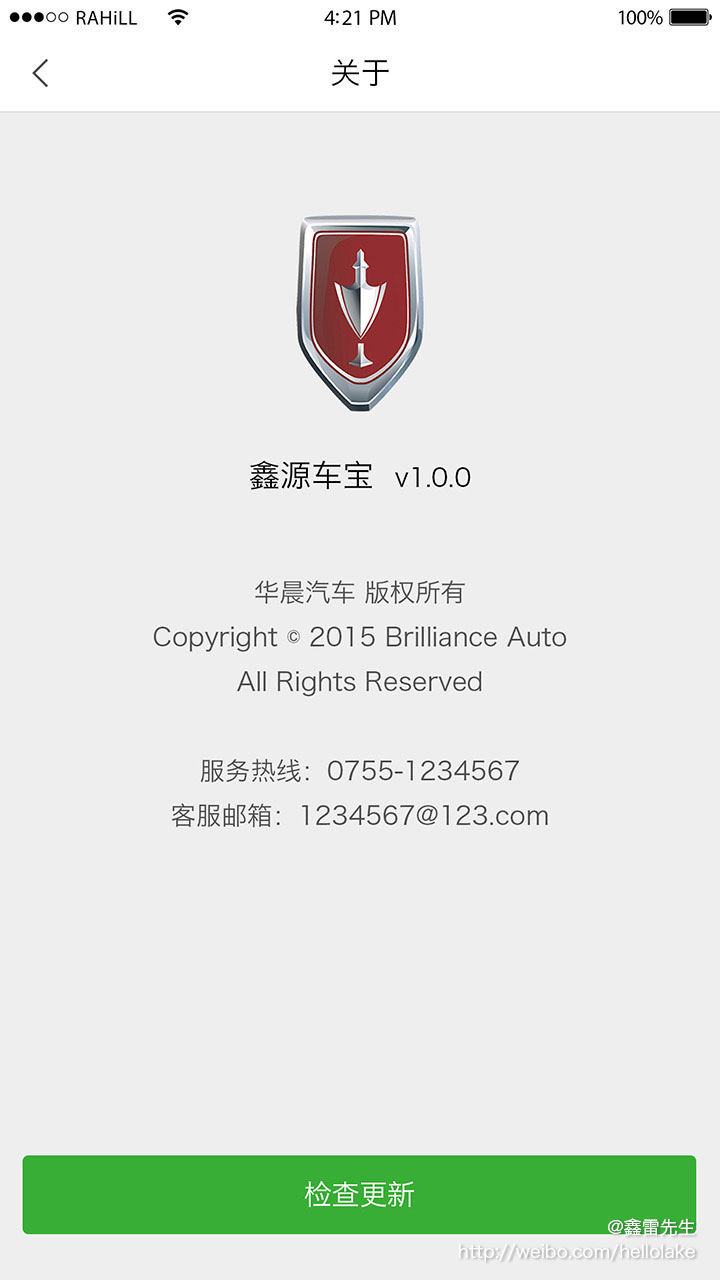 RAHiLL 4:21 PM 100%
关于
鑫源车宝 v1.0.0
华晨汽车 版权所有
Copyright © 2015 Brilliance Auto
All Rights Reserved
服务热线：0755-1234567
客服邮箱：1234567@123.com
检查更新
@鑫雷先生
http://weibo.com/hellolake